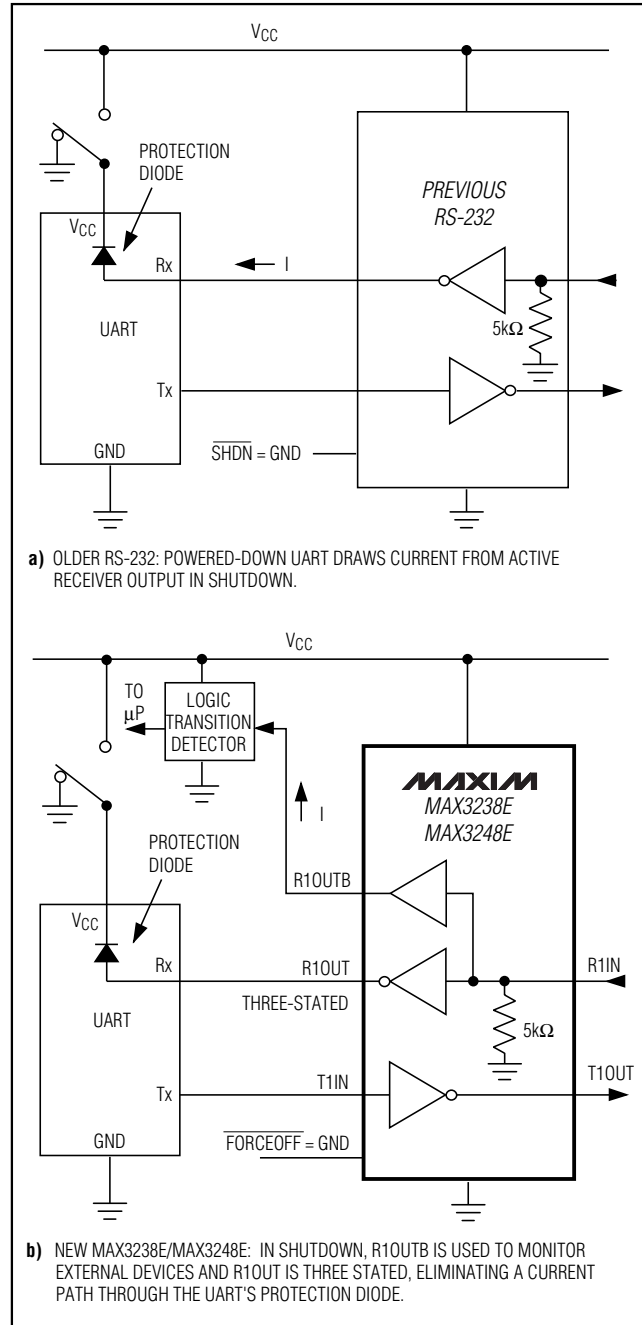 VCC
PROTECTION
DIODE
PREVIOUS
RS-232
VCC
Rx
I
5kΩ
UART
Tx
GND
SHDN = GND
a) OLDER RS-232: POWERED-DOWN UART DRAWS CURRENT FROM ACTIVE
RECEIVER OUTPUT IN SHUTDOWN.
VCC
TO
μP
LOGIC
TRANSITION
DETECTOR
MAXIM
MAX3238E
MAX3248E
I
PROTECTION
DIODE
R1OUTB
VCC
Rx
R1OUT
R1IN
THREE-STATED
UART
5kΩ
Tx
T1IN
T1OUT
GND
FORCEOFF = GND
b) NEW MAX3238E/MAX3248E: IN SHUTDOWN, R1OUTB IS USED TO MONITOR
EXTERNAL DEVICES AND R1OUT IS THREE STATED, ELIMINATING A CURRENT
PATH THROUGH THE UART'S PROTECTION DIODE.